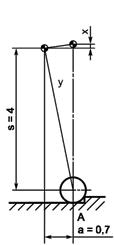 x
y
s = 4
A
a = 0,7